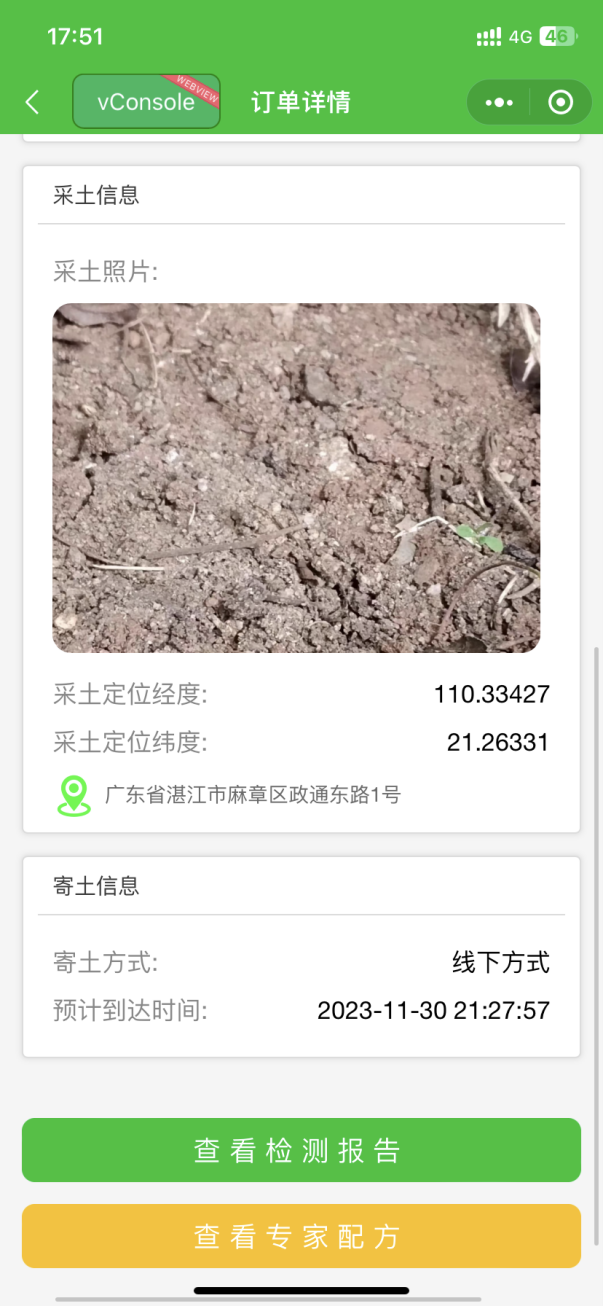 17:51
4G 46
vConsole
WEBVIEW
订单详情
采土信息
采土照片:
采土定位经度: 110.33427
采土定位纬度: 21.26331
广东省湛江市麻章区政通东路1号
寄土信息
寄土方式: 线下方式
预计到达时间: 2023-11-30 21:27:57
查看检测报告
查看专家配方